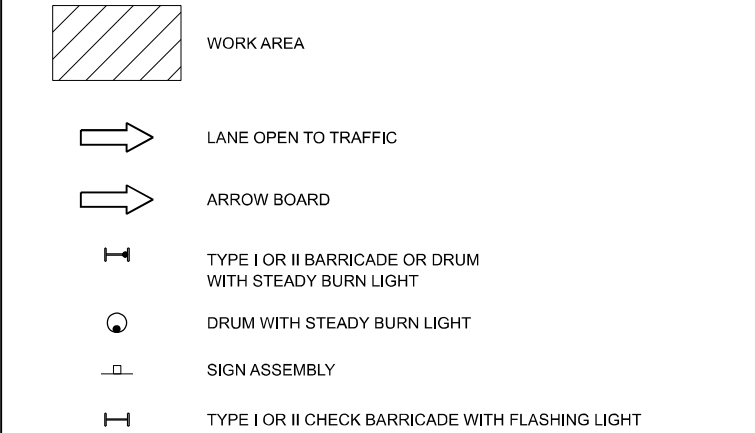 WORK AREA
LANE OPEN TO TRAFFIC
ARROW BOARD
TYPE I OR II BARRICADE OR DRUM
WITH STEADY BURN LIGHT
DRUM WITH STEADY BURN LIGHT
SIGN ASSEMBLY
TYPE I OR II CHECK BARRICADE WITH FLASHING LIGHT